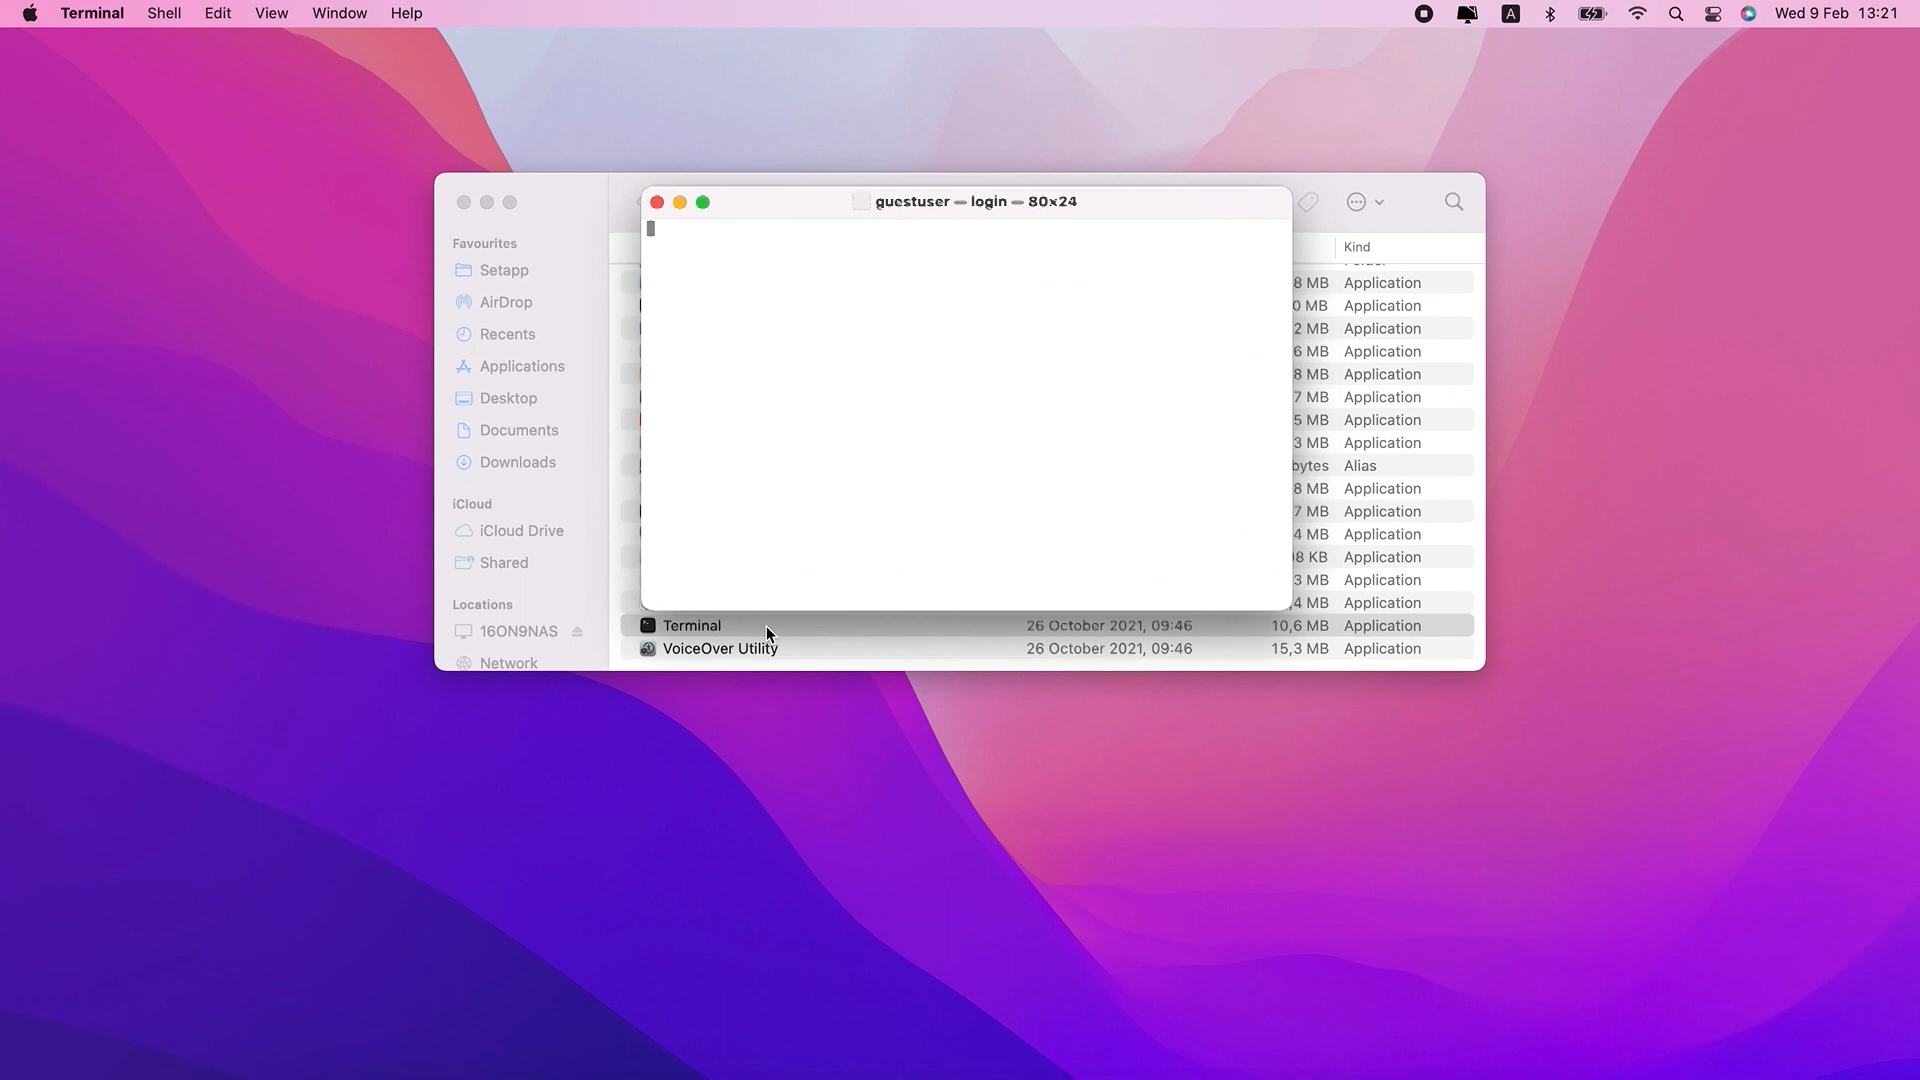 Terminal Shell Edit View Window Help
A
Wed 9 Feb 13:21
guestuser — login — 80×24
Favourites
Setapp
AirDrop
Recents
Applications
Desktop
Documents
Downloads
iCloud
iCloud Drive
Shared
Locations
16ON9NAS
Network
Kind
8 MB Application
0 MB Application
2 MB Application
6 MB Application
8 MB Application
7 MB Application
5 MB Application
3 MB Application
bytes Alias
8 MB Application
7 MB Application
4 MB Application
8 KB Application
3 MB Application
,4 MB Application
Terminal 26 October 2021, 09:46 10,6 MB Application
VoiceOver Utility 26 October 2021, 09:46 15,3 MB Application